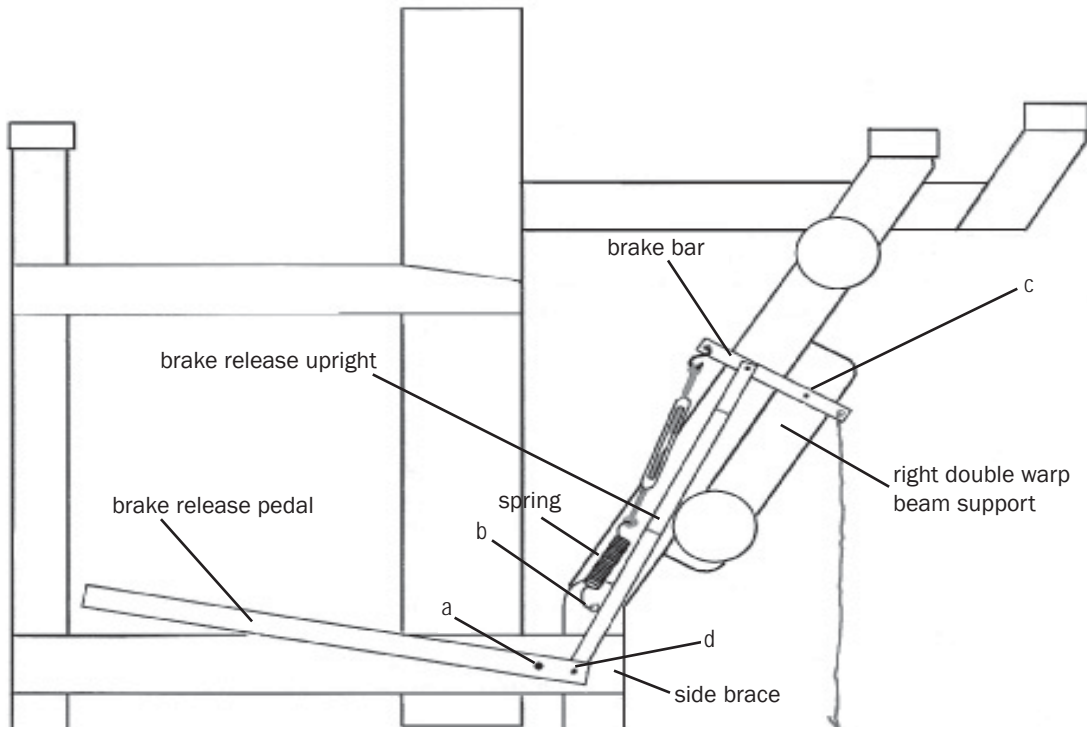 brake bar
c
brake release upright
right double warp
beam support
spring
brake release pedal
b
a
d
side brace